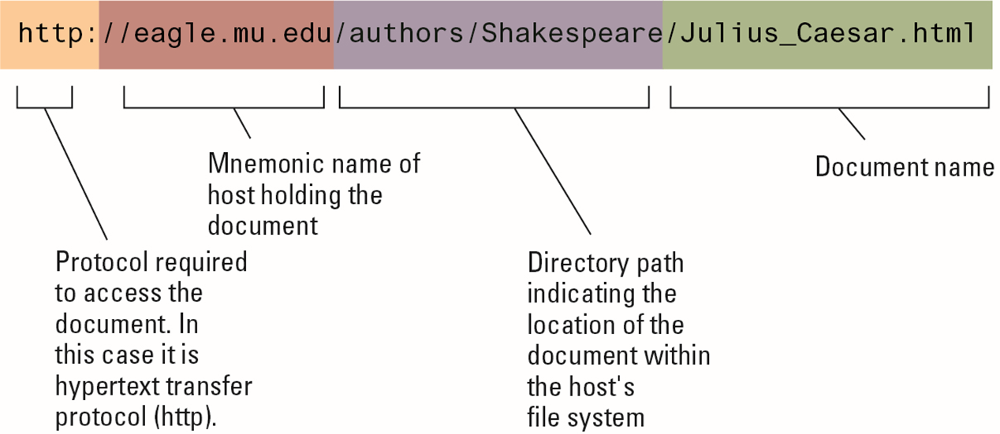 http://eagle.mu.edu/authors/Shakespeare/Julius_Caesar.html
Mnemonic name of
host holding the
document
Document name
Protocol required
to access the
document. In
this case it is
hypertext transfer
protocol (http).
Directory path
indicating the
location of the
document within
the host's
file system